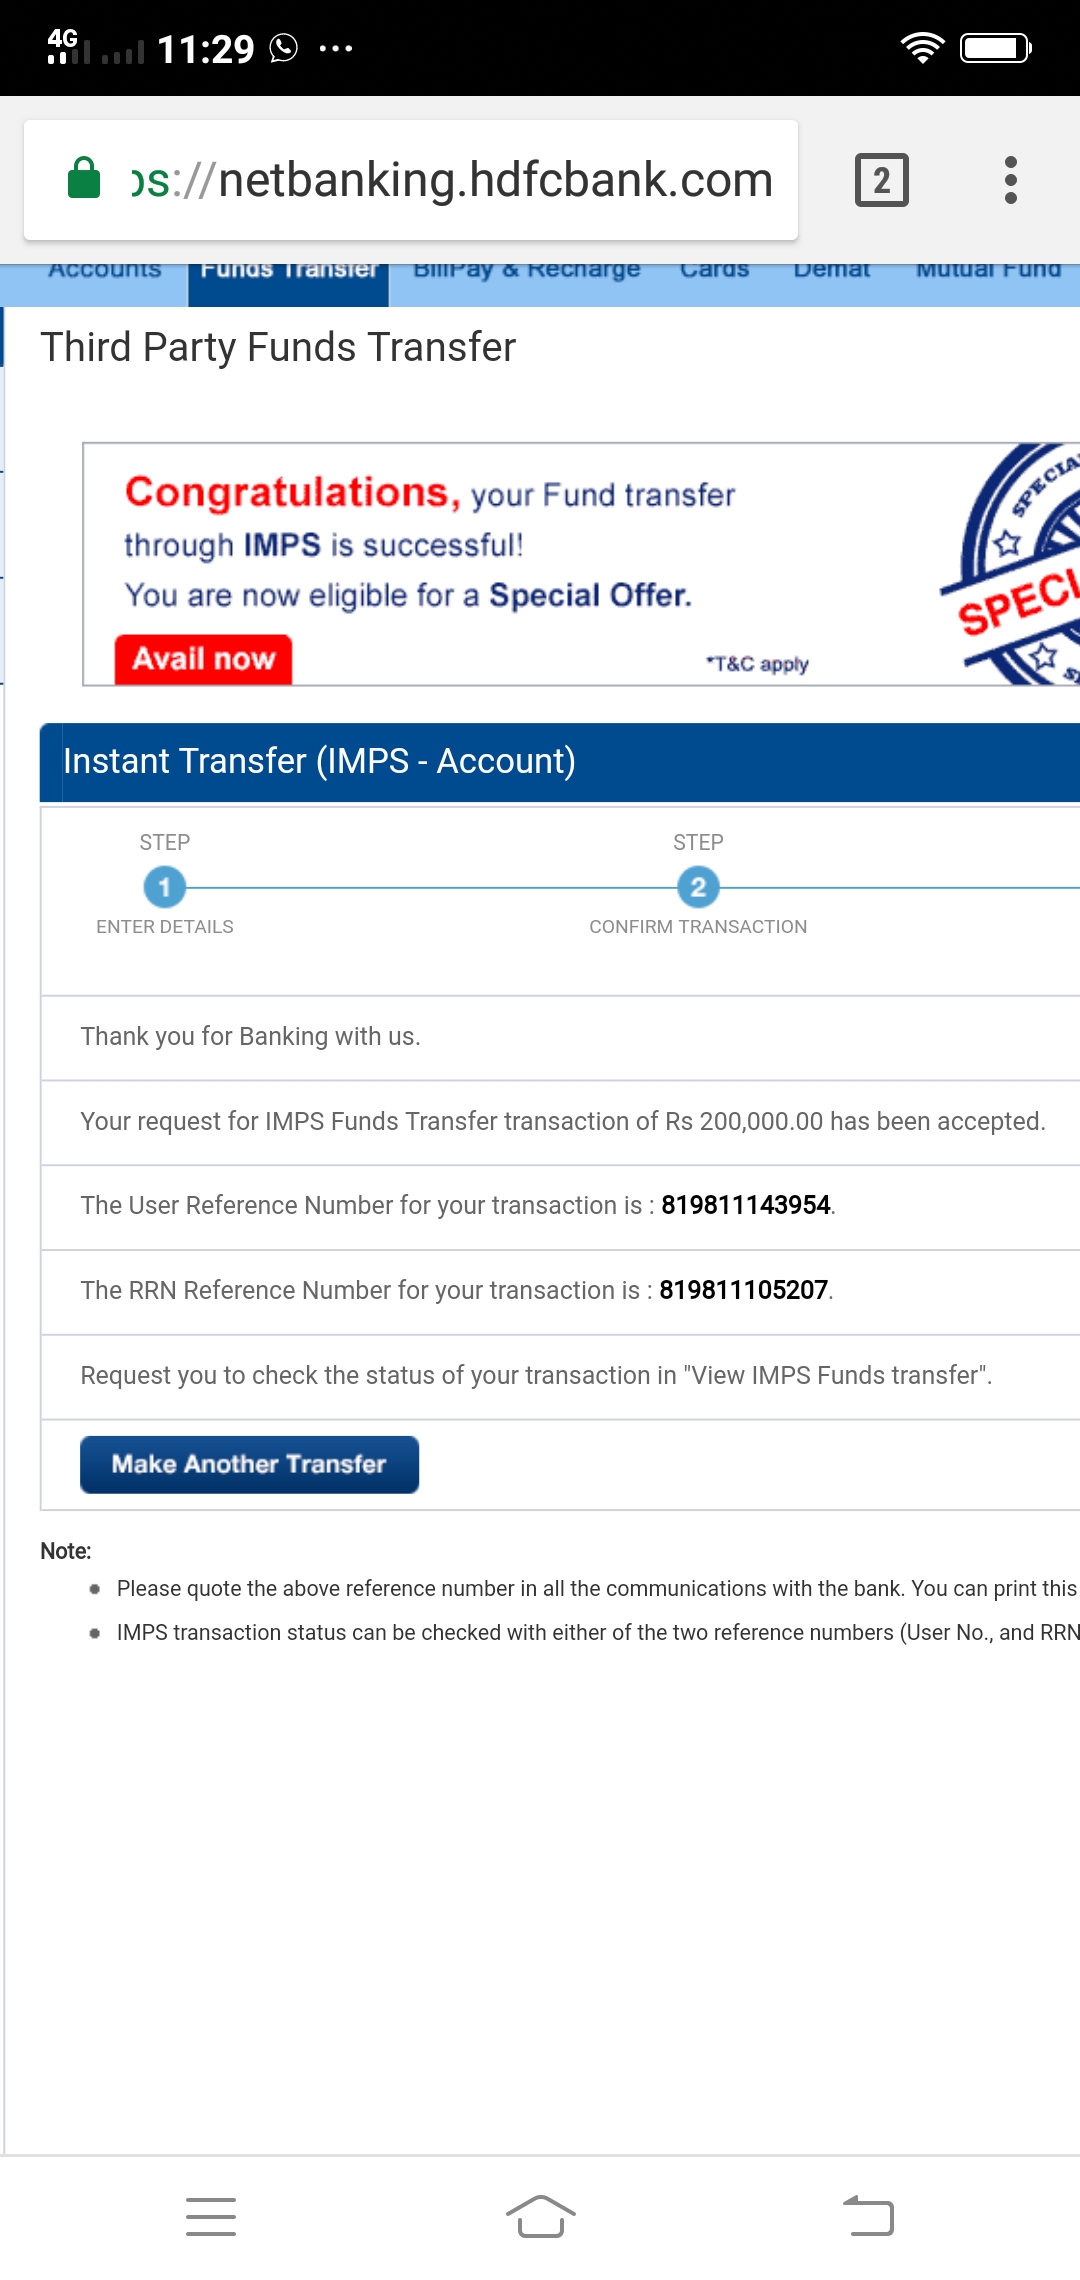 4G 11:29
ps://netbanking.hdfcbank.com 2
Accounts Funds Transfer BillPay & Recharge Cards Demat Mutual Fund
Third Party Funds Transfer
Congratulations, your Fund transfer
through IMPS is successful!
You are now eligible for a Special Offer.
Avail now
*T&C apply
SPECIA
SPECI
Instant Transfer (IMPS - Account)
STEP STEP
1 2
ENTER DETAILS CONFIRM TRANSACTION
Thank you for Banking with us.
Your request for IMPS Funds Transfer transaction of Rs 200,000.00 has been accepted.
The User Reference Number for your transaction is : 819811143954.
The RRN Reference Number for your transaction is : 819811105207.
Request you to check the status of your transaction in "View IMPS Funds transfer".
Make Another Transfer
Note:
Please quote the above reference number in all the communications with the bank. You can print this
IMPS transaction status can be checked with either of the two reference numbers (User No., and RRN